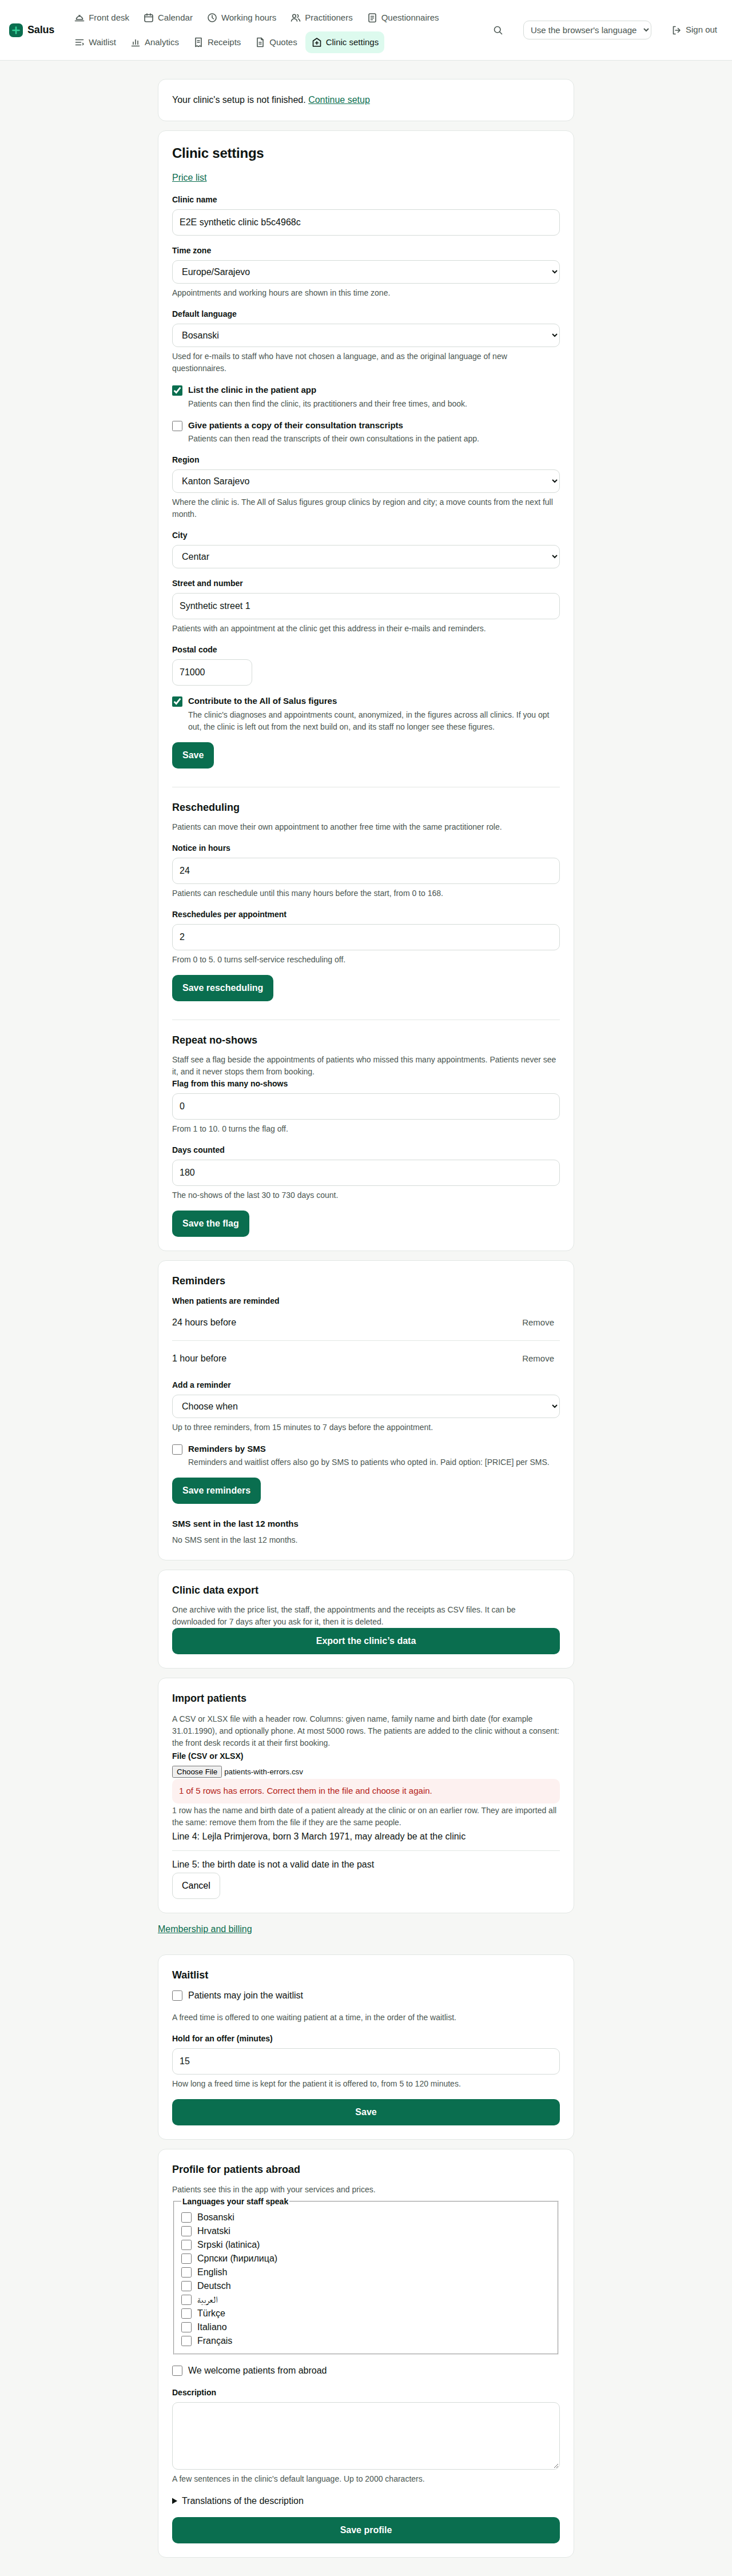 Salus
Front desk
Calendar
Working hours
Practitioners
Questionnaires
Waitlist
Analytics
Receipts
Quotes
Clinic settings
Use the browser's language
Sign out
Your clinic's setup is not finished. Continue setup
Clinic settings
Price list
Clinic name
E2E synthetic clinic b5c4968c
Time zone
Europe/Sarajevo
Appointments and working hours are shown in this time zone.
Default language
Bosanski
Used for e-mails to staff who have not chosen a language, and as the original language of new
questionnaires.
List the clinic in the patient app
Patients can then find the clinic, its practitioners and their free times, and book.
Give patients a copy of their consultation transcripts
Patients can then read the transcripts of their own consultations in the patient app.
Region
Kanton Sarajevo
Where the clinic is. The All of Salus figures group clinics by region and city; a move counts from the next full
month.
City
Centar
Street and number
Synthetic street 1
Patients with an appointment at the clinic get this address in their e-mails and reminders.
Postal code
71000
Contribute to the All of Salus figures
The clinic's diagnoses and appointments count, anonymized, in the figures across all clinics. If you opt
out, the clinic is left out from the next build on, and its staff no longer see these figures.
Save
Rescheduling
Patients can move their own appointment to another free time with the same practitioner role.
Notice in hours
24
Patients can reschedule until this many hours before the start, from 0 to 168.
Reschedules per appointment
2
From 0 to 5. 0 turns self-service rescheduling off.
Save rescheduling
Repeat no-shows
Staff see a flag beside the appointments of patients who missed this many appointments. Patients never see
it, and it never stops them from booking.
Flag from this many no-shows
0
From 1 to 10. 0 turns the flag off.
Days counted
180
The no-shows of the last 30 to 730 days count.
Save the flag
Reminders
When patients are reminded
24 hours before
Remove
1 hour before
Remove
Add a reminder
Choose when
Up to three reminders, from 15 minutes to 7 days before the appointment.
Reminders by SMS
Reminders and waitlist offers also go by SMS to patients who opted in. Paid option: [PRICE] per SMS.
Save reminders
SMS sent in the last 12 months
No SMS sent in the last 12 months.
Clinic data export
One archive with the price list, the staff, the appointments and the receipts as CSV files. It can be
downloaded for 7 days after you ask for it, then it is deleted.
Export the clinic’s data
Import patients
A CSV or XLSX file with a header row. Columns: given name, family name and birth date (for example
31.01.1990), and optionally phone. At most 5000 rows. The patients are added to the clinic without a consent:
the front desk records it at their first booking.
File (CSV or XLSX)
Choose File patients-with-errors.csv
1 of 5 rows has errors. Correct them in the file and choose it again.
1 row has the name and birth date of a patient already at the clinic or on an earlier row. They are imported all
the same: remove them from the file if they are the same people.
Line 4: Lejla Primjerova, born 3 March 1971, may already be at the clinic
Line 5: the birth date is not a valid date in the past
Cancel
Membership and billing
Waitlist
Patients may join the waitlist
A freed time is offered to one waiting patient at a time, in the order of the waitlist.
Hold for an offer (minutes)
15
How long a freed time is kept for the patient it is offered to, from 5 to 120 minutes.
Save
Profile for patients abroad
Patients see this in the app with your services and prices.
Languages your staff speak
Bosanski
Hrvatski
Srpski (latinica)
Српски (ћирилица)
English
Deutsch
العربية
Türkçe
Italiano
Français
We welcome patients from abroad
Description
A few sentences in the clinic's default language. Up to 2000 characters.
Translations of the description
Save profile